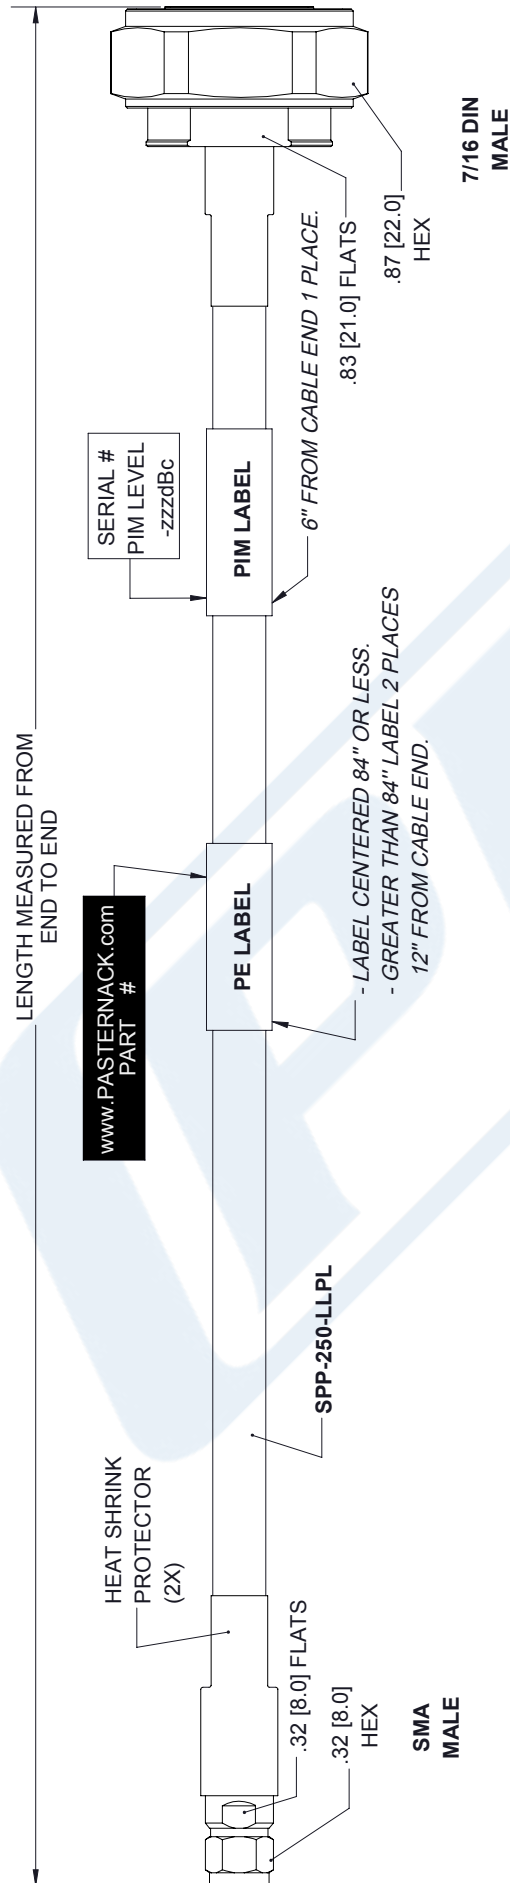 LENGTH MEASURED FROM
END TO END
7/16 DIN
MALE
.87 [22.0]
HEX
.83 [21.0] FLATS
6" FROM CABLE END 1 PLACE.
SERIAL #
PIM LEVEL
-zzzdBc
PIM LABEL
www.PASTERNACK.com
PART #
PE LABEL
- LABEL CENTERED 84" OR LESS.
- GREATER THAN 84" LABEL 2 PLACES
12" FROM CABLE END.
SPP-250-LLPL
HEAT SHRINK
PROTECTOR
(2X)
.32 [8.0] FLATS
.32 [8.0]
HEX
SMA
MALE